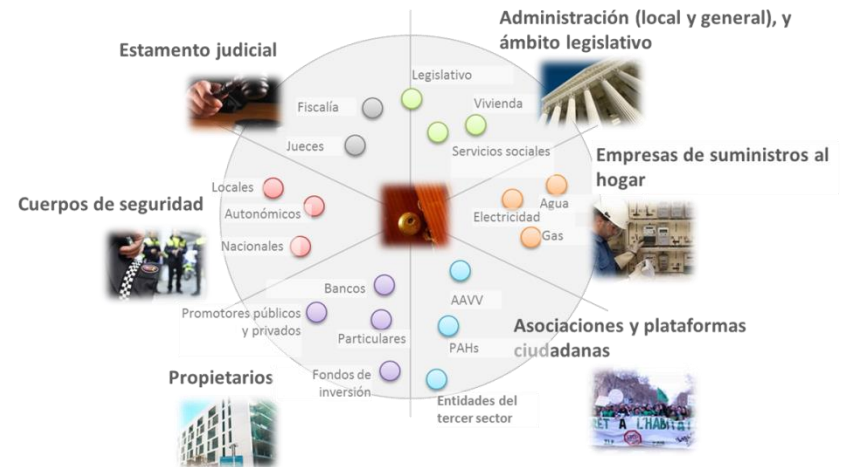 Administración (local y general), y
ámbito legislativo
Estamento judicial
Legislativo
Fiscalía
Vivienda
Jueces
Servicios sociales
Empresas de suministros al
hogar
Locales
Agua
Cuerpos de seguridad
Autonómicos
Electricidad
Nacionales
Gas
Bancos
AAVV
Promotores públicos
y privados
Particulares
PAHs
Asociaciones y plataformas
ciudadanas
Propietarios
Fondos de
inversión
Entidades del
tercer sector
A L'HABITA